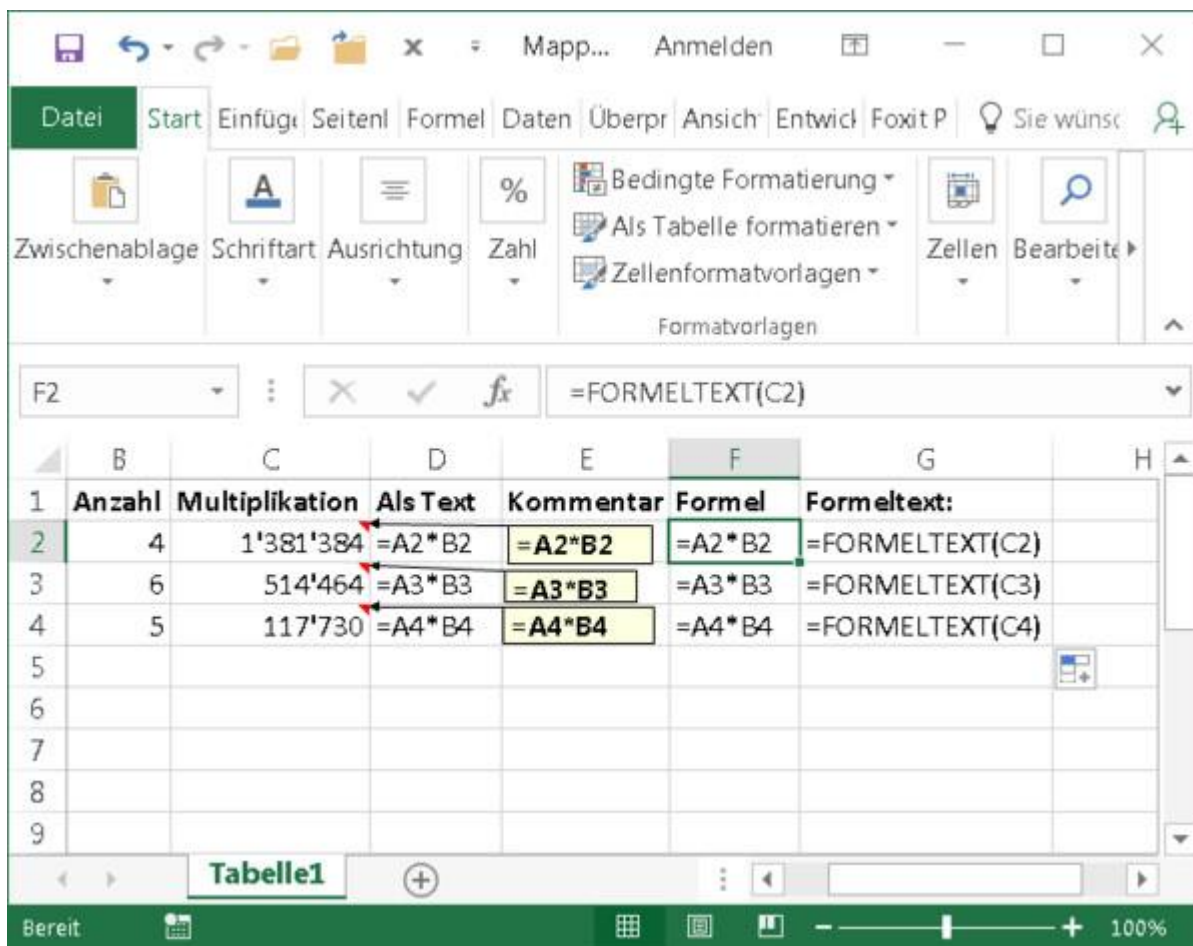 Mapp... Anmelden
Datei Start Einfüg Seitenl Formel Daten Überpr Ansich Entwicl Foxit P Sie wünsc
Zwischenablage Schriftart Ausrichtung Zahl Bedingte Formatierung Als Tabelle formatieren Zellenformatvorlagen Zellen Bearbeite
Formatvorlagen
F2 fx =FORMELTEXT(C2)
B C D E F G H
1 Anzahl Multiplikation Als Text Kommentar Formel Formeltext:
2 4 1'381'384 =A2*B2 =A2*B2 =A2*B2 =FORMELTEXT(C2)
3 6 514'464 =A3*B3 =A3*B3 =A3*B3 =FORMELTEXT(C3)
4 5 117'730 =A4*B4 =A4*B4 =A4*B4 =FORMELTEXT(C4)
5
6
7
8
9
Tabelle1
Bereit 100%